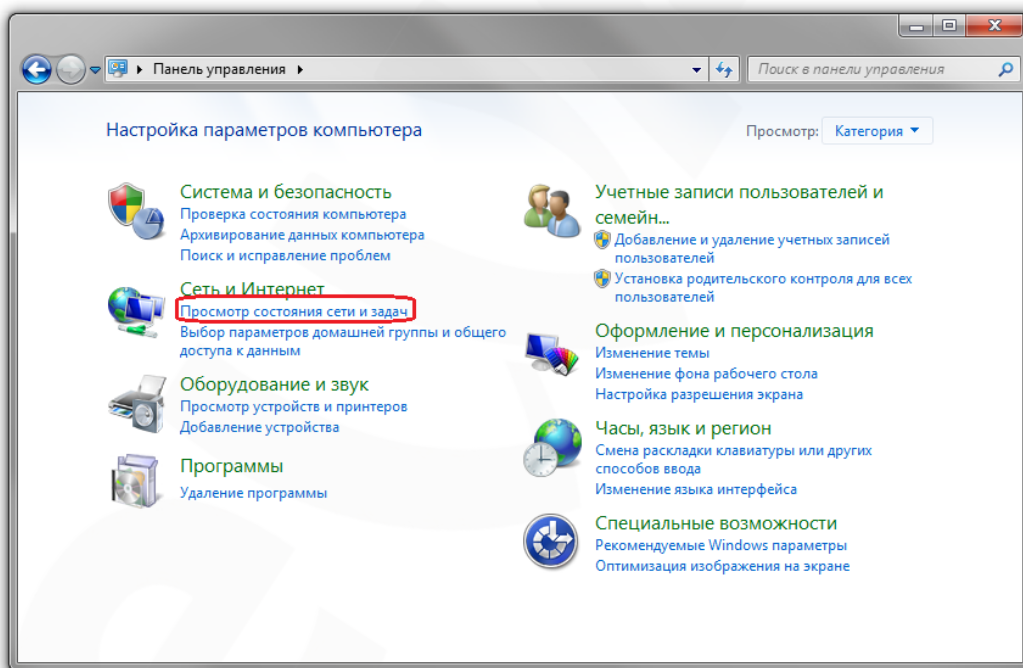 Панель управления
Поиск в панели управления
Настройка параметров компьютера
Просмотр: Категория
Система и безопасность
Проверка состояния компьютера
Архивирование данных компьютера
Поиск и исправление проблем
Сеть и Интернет
Просмотр состояния сети и задач
Выбор параметров домашней группы и общего
доступа к данным
Оборудование и звук
Просмотр устройств и принтеров
Добавление устройства
Программы
Удаление программы
Учетные записи пользователей и
семейн...
Добавление и удаление учетных записей
пользователей
Установка родительского контроля для всех
пользователей
Оформление и персонализация
Изменение темы
Изменение фона рабочего стола
Настройка разрешения экрана
Часы, язык и регион
Смена раскладки клавиатуры или других
способов ввода
Изменение языка интерфейса
Специальные возможности
Рекомендуемые Windows параметры
Оптимизация изображения на экране